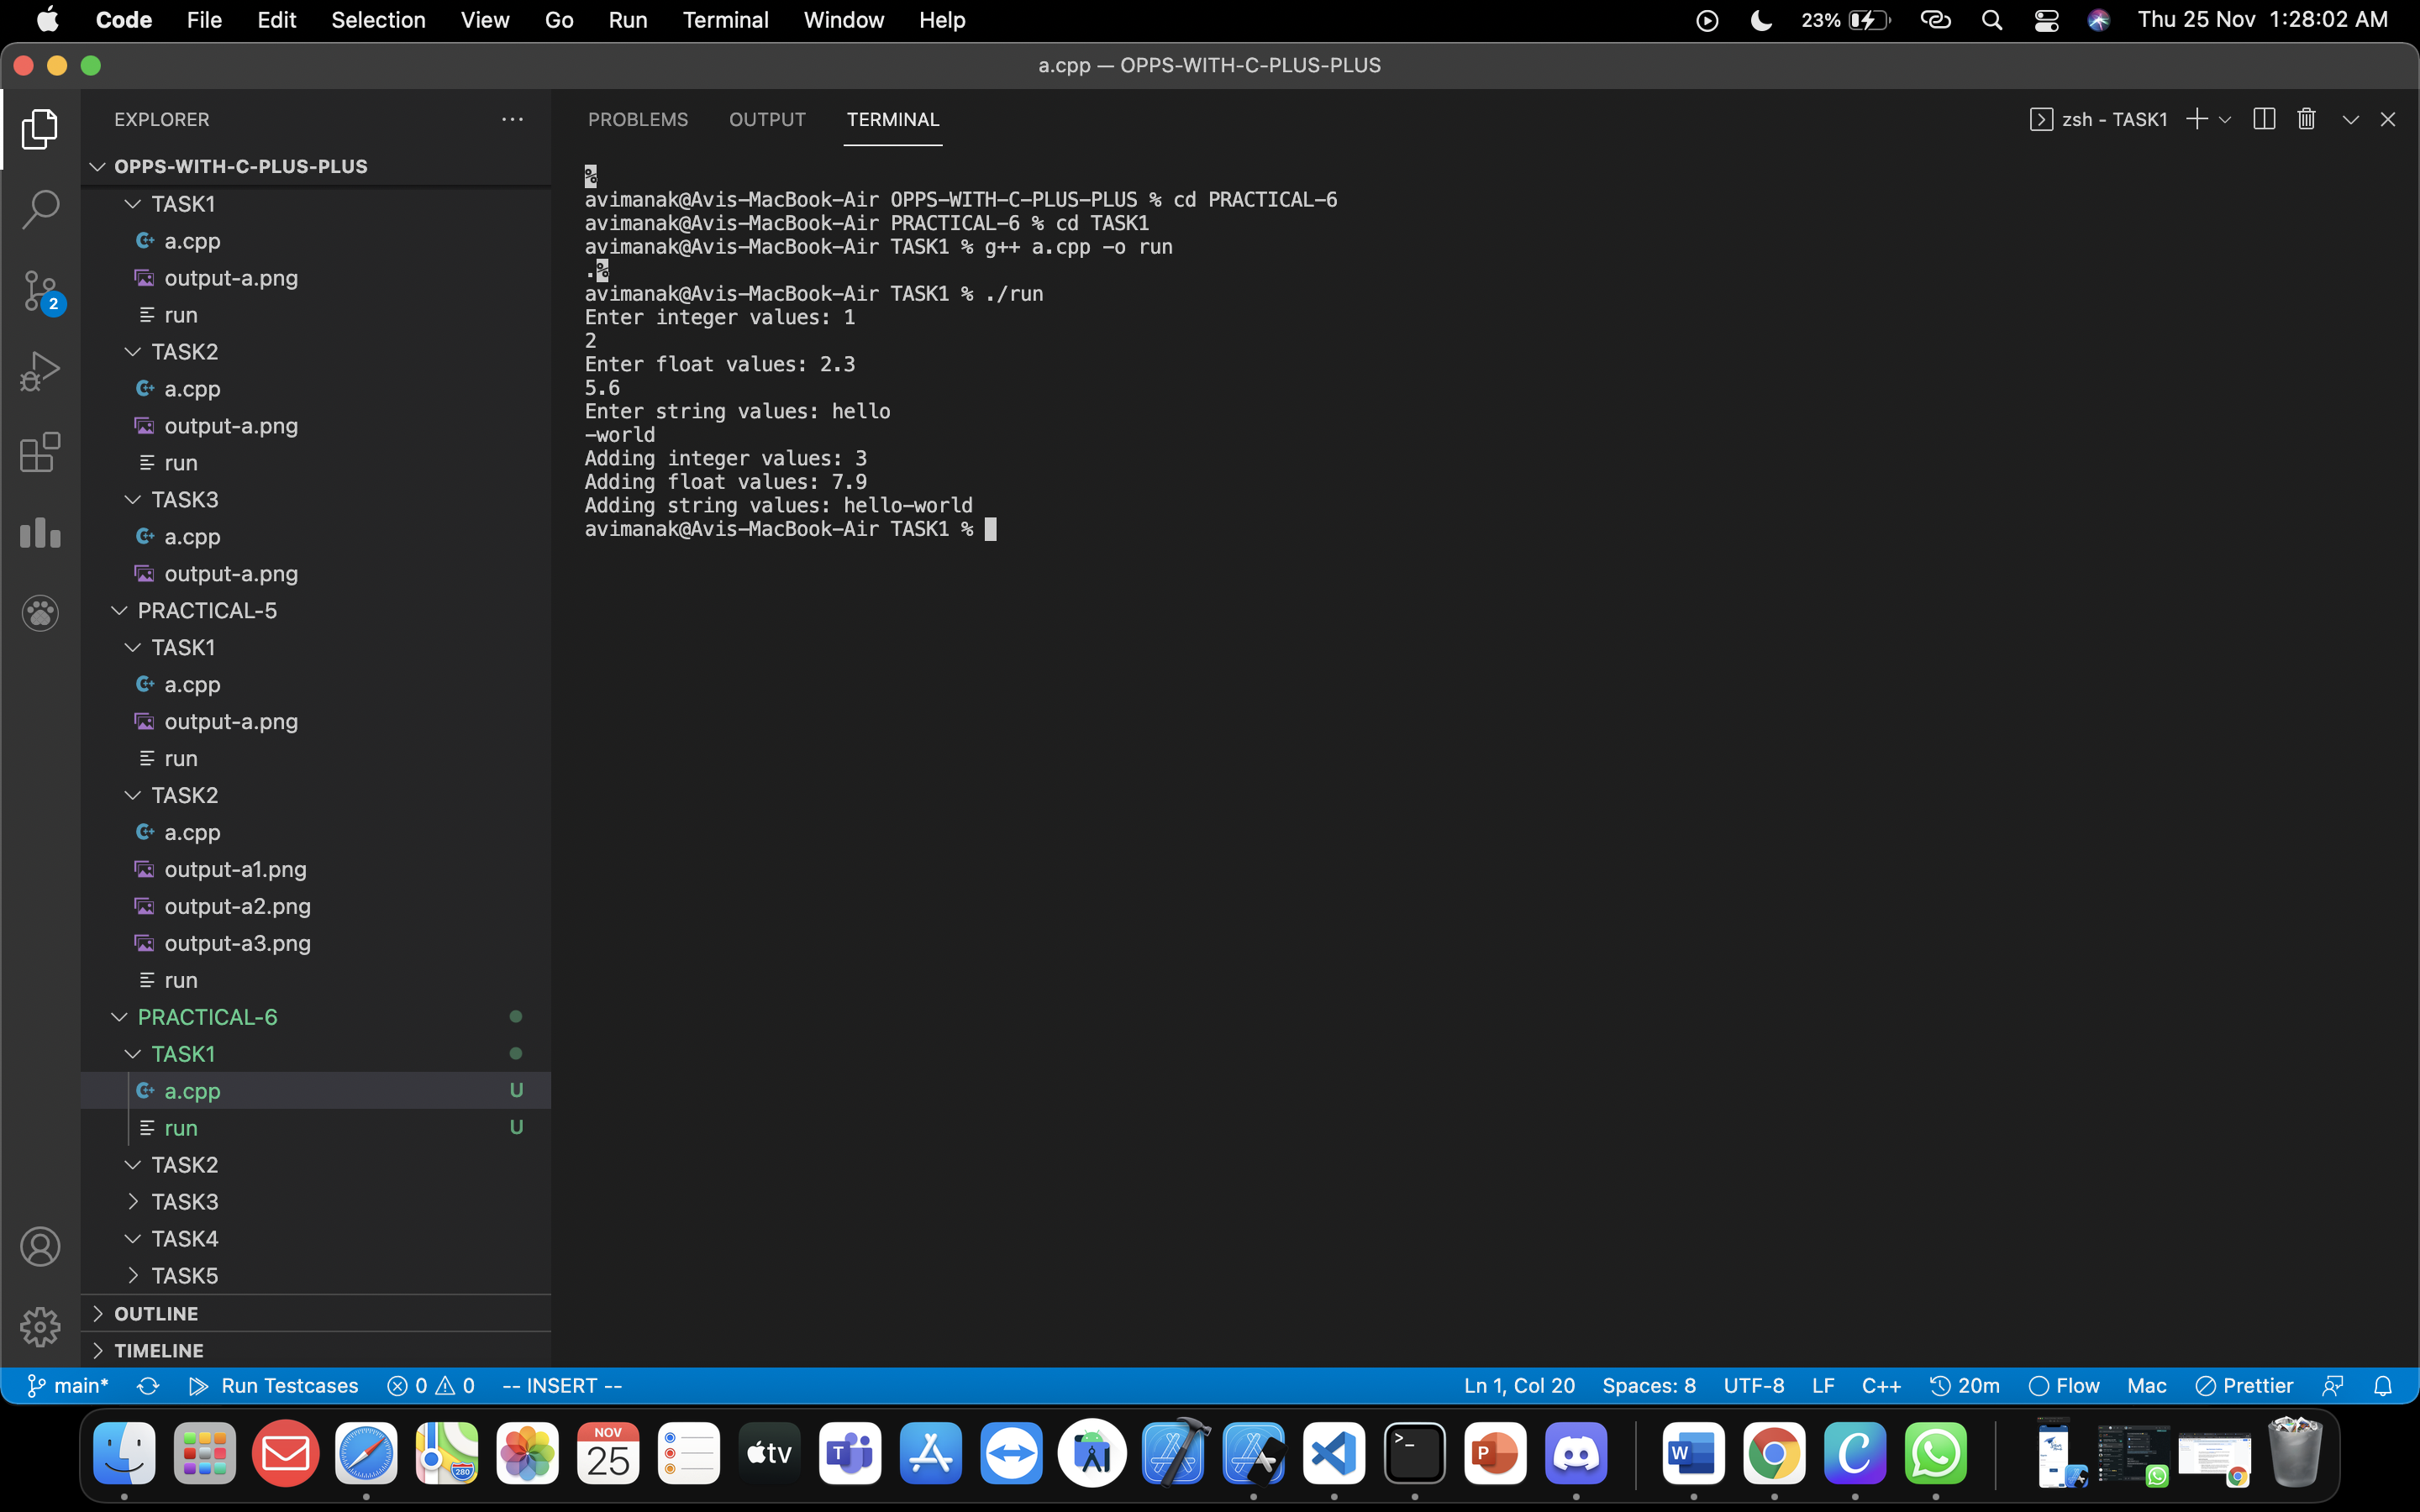 Code File Edit Selection View Go Run Terminal Window Help 23% Thu 25 Nov 1:28:02 AM
a.cpp — OPPS-WITH-C-PLUS-PLUS
EXPLORER
OPPS-WITH-C-PLUS-PLUS
TASK1
a.cpp
output-a.png
run
TASK2
a.cpp
output-a.png
run
TASK3
a.cpp
output-a.png
PRACTICAL-5
TASK1
a.cpp
output-a.png
run
TASK2
a.cpp
output-a1.png
output-a2.png
output-a3.png
run
PRACTICAL-6
TASK1
a.cpp U
run U
TASK2
TASK3
TASK4
TASK5
OUTLINE
TIMELINE
2
PROBLEMS OUTPUT TERMINAL zsh - TASK1
%
avimanak@Avis-MacBook-Air OPPS-WITH-C-PLUS-PLUS % cd PRACTICAL-6
avimanak@Avis-MacBook-Air PRACTICAL-6 % cd TASK1
avimanak@Avis-MacBook-Air TASK1 % g++ a.cpp -o run
.%
avimanak@Avis-MacBook-Air TASK1 % ./run
Enter integer values: 1
2
Enter float values: 2.3
5.6
Enter string values: hello
-world
Adding integer values: 3
Adding float values: 7.9
Adding string values: hello-world
avimanak@Avis-MacBook-Air TASK1 %
main* Run Testcases 0 0 -- INSERT -- Ln 1, Col 20 Spaces: 8 UTF-8 LF C++ 20m Flow Mac Prettier
280 NOV 25 tv T >_ P W C